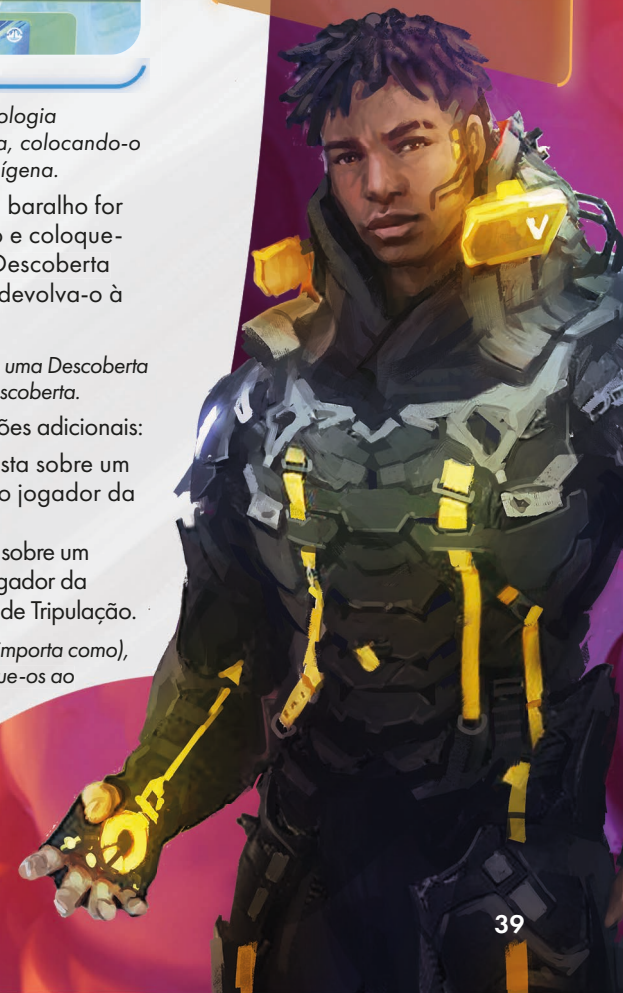 ologia
a, colocando-o
ígena.
baralho for
o e coloque-
Descoberta
devolva-o à
uma Descoberta
scoberta.
ões adicionais:
sta sobre um
o jogador da
sobre um
gador da
de Tripulação.
importa como),
ue-os ao
V
39